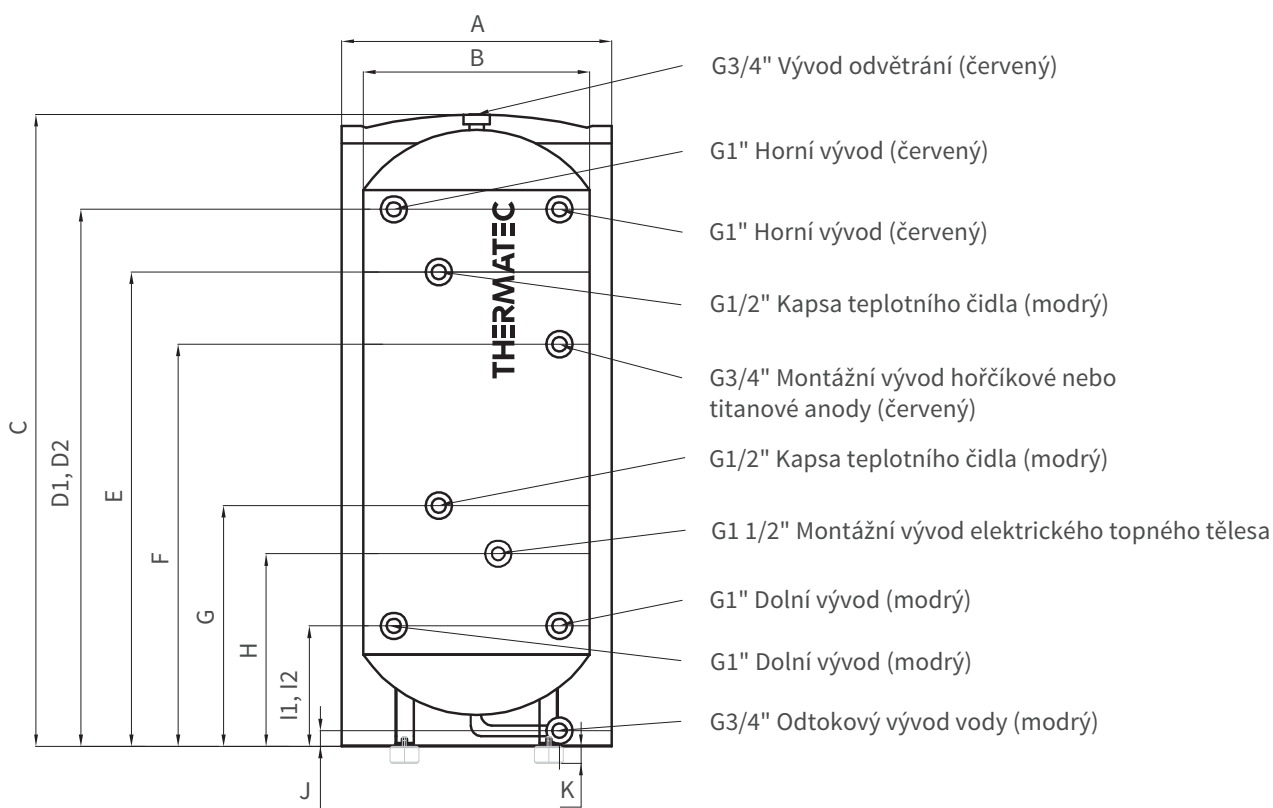 A
B
G3/4" Vývod odvětrání (červený)
G1" Horní vývod (červený)
G1" Horní vývod (červený)
G1/2" Kapsa teplotního čidla (modrý)
G3/4" Montážní vývod hořčíkové nebo
titanové anody (červený)
G1/2" Kapsa teplotního čidla (modrý)
G1 1/2" Montážní vývod elektrického topného tělesa
G1" Dolní vývod (modrý)
G1" Dolní vývod (modrý)
G3/4" Odtokový vývod vody (modrý)
THERMATEC
C
D1, D2
E
F
G
H
I1, I2
J
K